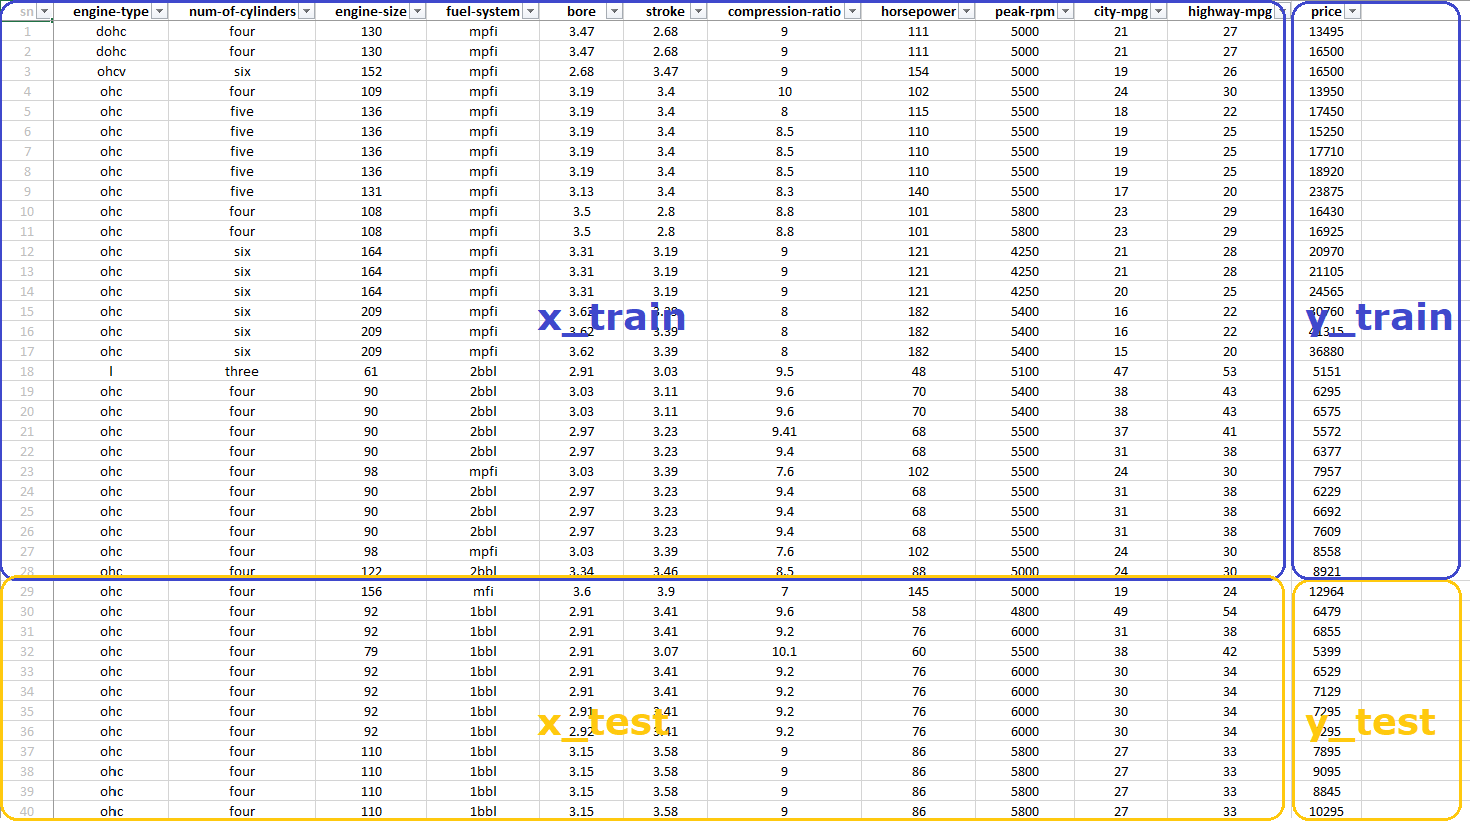 sn engine-type num-of-cylinders engine-size fuel-system bore stroke compression-ratio horsepower peak-rpm city-mpg highway-mpg price
1 dohc four 130 mpfi 3.47 2.68 9 111 5000 21 27 13495
2 dohc four 130 mpfi 3.47 2.68 9 111 5000 21 27 16500
3 ohcv six 152 mpfi 2.68 3.47 9 154 5000 19 26 16500
4 ohc four 109 mpfi 3.19 3.4 10 102 5500 24 30 13950
5 ohc five 136 mpfi 3.19 3.4 8 115 5500 18 22 17450
6 ohc five 136 mpfi 3.19 3.4 8.5 110 5500 19 25 15250
7 ohc five 136 mpfi 3.19 3.4 8.5 110 5500 19 25 17710
8 ohc five 136 mpfi 3.19 3.4 8.5 110 5500 19 25 18920
9 ohc five 131 mpfi 3.13 3.4 8.3 140 5500 17 20 23875
10 ohc four 108 mpfi 3.5 2.8 8.8 101 5800 23 29 16430
11 ohc four 108 mpfi 3.5 2.8 8.8 101 5800 23 29 16925
12 ohc six 164 mpfi 3.31 3.19 9 121 4250 21 28 20970
13 ohc six 164 mpfi 3.31 3.19 9 121 4250 21 28 21105
14 ohc six 164 mpfi 3.31 3.19 9 121 4250 20 25 24565
15 ohc six 209 mpfi 8 182 5400 16 22
x_train y_train
16 ohc six 209 mpfi 3.62 3.39 8 182 5400 16 22
17 ohc six 209 mpfi 3.62 3.39 8 182 5400 15 20 36880
18 l three 61 2bbl 2.91 3.03 9.5 48 5100 47 53 5151
19 ohc four 90 2bbl 3.03 3.11 9.6 70 5400 38 43 6295
20 ohc four 90 2bbl 3.03 3.11 9.6 70 5400 38 43 6575
21 ohc four 90 2bbl 2.97 3.23 9.41 68 5500 37 41 5572
22 ohc four 90 2bbl 2.97 3.23 9.4 68 5500 31 38 6377
23 ohc four 98 mpfi 3.03 3.39 7.6 102 5500 24 30 7957
24 ohc four 90 2bbl 2.97 3.23 9.4 68 5500 31 38 6229
25 ohc four 90 2bbl 2.97 3.23 9.4 68 5500 31 38 6692
26 ohc four 90 2bbl 2.97 3.23 9.4 68 5500 31 38 7609
27 ohc four 98 mpfi 3.03 3.39 7.6 102 5500 24 30 8558
28 ohc four 122 2bbl 3.34 3.46 8.5 88 5000 24 30 8921
29 ohc four 156 mfi 3.6 3.9 7 145 5000 19 24 12964
30 ohc four 92 1bbl 2.91 3.41 9.6 58 4800 49 54 6479
31 ohc four 92 1bbl 2.91 3.41 9.2 76 6000 31 38 6855
32 ohc four 79 1bbl 2.91 3.07 10.1 60 5500 38 42 5399
33 ohc four 92 1bbl 2.91 3.41 9.2 76 6000 30 34 6529
34 ohc four 92 1bbl 2.91 3.41 9.2 76 6000 30 34 7129
35 ohc four 92 1bbl 2.91 3.41 9.2 76 6000 30 34 7295
x_test y_test
36 ohc four 92 1bbl 2.92 3.41 9.2 76 6000 30 34
37 ohc four 110 1bbl 3.15 3.58 9 86 5800 27 33 7895
38 ohc four 110 1bbl 3.15 3.58 9 86 5800 27 33 9095
39 ohc four 110 1bbl 3.15 3.58 9 86 5800 27 33 8845
40 ohc four 110 1bbl 3.15 3.58 9 86 5800 27 33 10295